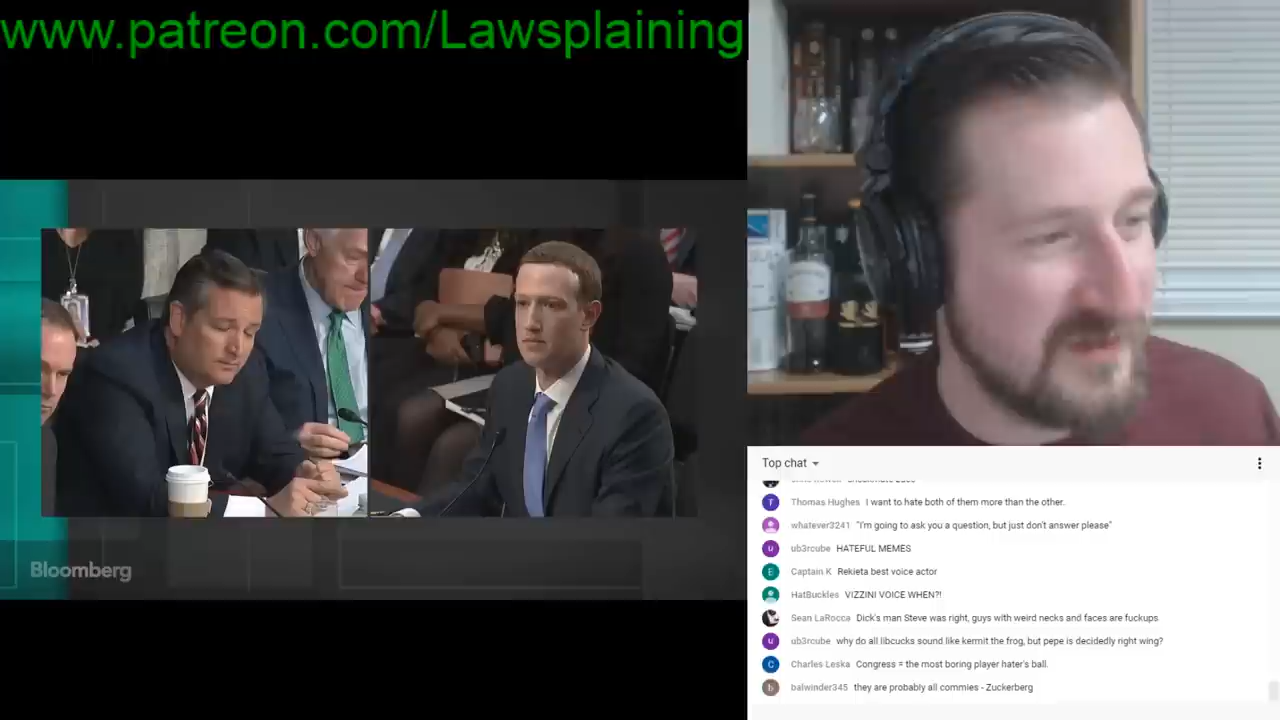 www.patreon.com/Lawsplaining
Bloomberg
Top chat
Thomas Hughes I want to hate both of them more than the other.
whatever3241 "I'm going to ask you a question, but just don't answer please"
ub3rcube HATEFUL MEMES
Captain K Rekieta best voice actor
HatBuckles VIZZINI VOICE WHEN?!
Sean LaRocca Dick's man Steve was right, guys with weird necks and faces are fuckups
ub3rcube why do all libcucks sound like kermit the frog, but pepe is decidedly right wing?
Charles Leska Congress = the most boring player hater's ball.
balwinder345 they are probably all commies - Zuckerberg